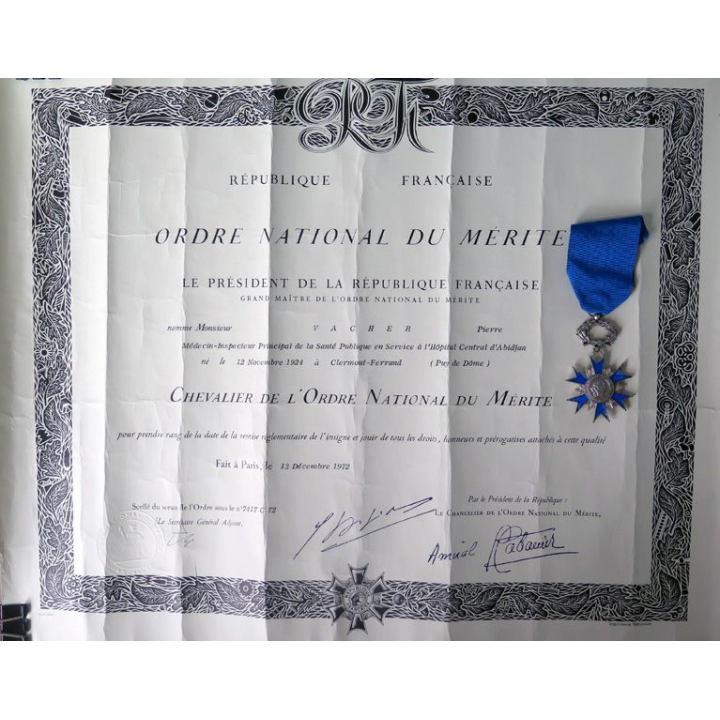 RF
RÉPUBLIQUE FRANÇAISE
ORDRE NATIONAL DU MÉRITE
LE PRÉSIDENT DE LA RÉPUBLIQUE FRANÇAISE
GRAND MAÎTRE DE L'ORDRE NATIONAL DU MÉRITE
nomme Monsieur VACHER Pierre
Médecin-Inspecteur Principal de la Santé Publique en Service à l'Hôpital Central d'Abidjan
né le 12 Novembre 1924 à Clermont-Ferrand (Puy de Dôme)
CHEVALIER DE L'ORDRE NATIONAL DU MÉRITE
pour prendre rang de la date de la remise réglementaire de l'insigne et jouir de tous les droits, honneurs et prérogatives attachés à cette qualité
Fait à Paris, le 12 Décembre 1972
Par le Président de la République :
Scellé du sceau de l'Ordre sous le n° 7417 72
LE CHANCELIER DE L'ORDRE NATIONAL DU MÉRITE,
Le Secrétaire Général Adjoint
Amiral Cabanier